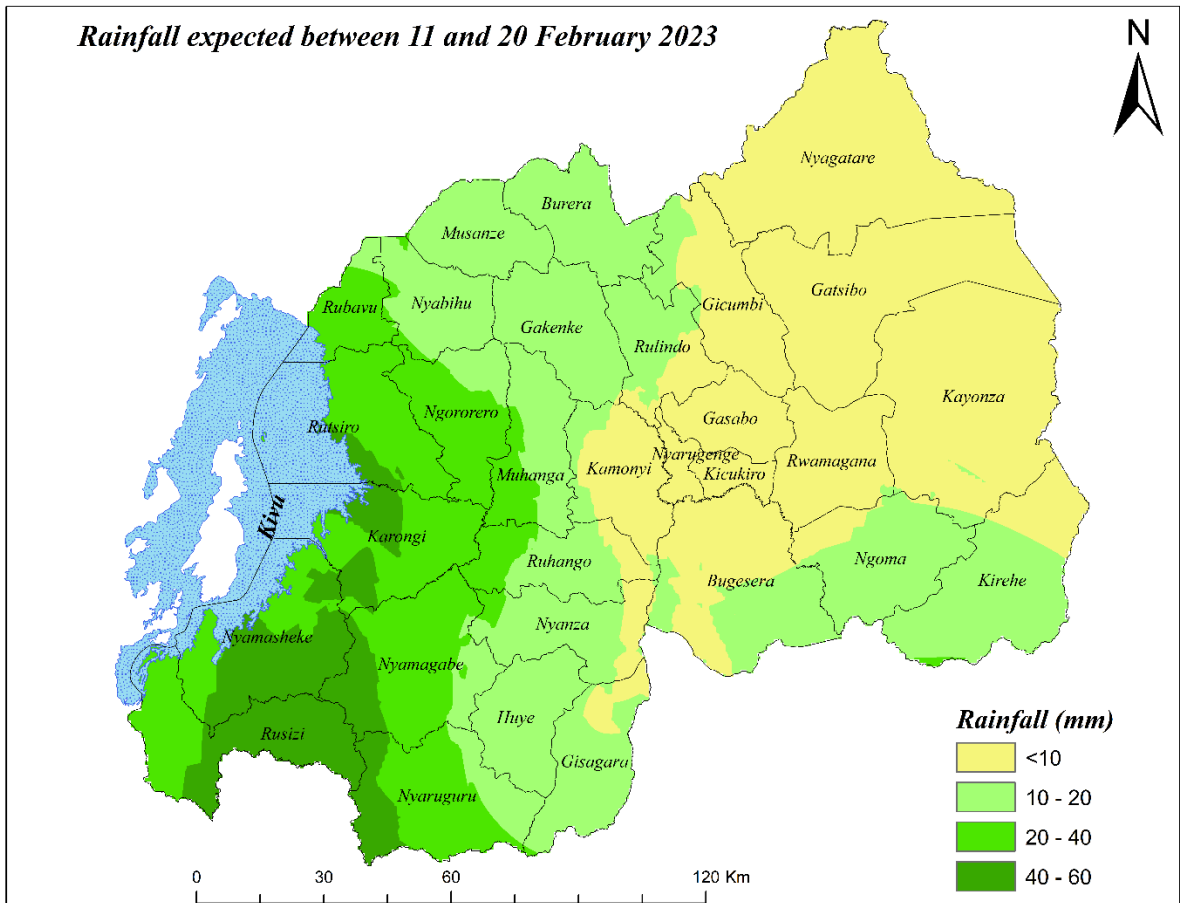 Rainfall expected between 11 and 20 February 2023
N
Nyagatare
Burera
Musanze
Gatsibo
Rubavu
Nyabihu
Gicumbi
Gakenke
Rulindo
Kayonza
Ngororero
Gasabo
Rutsiro
Nyarugenge
Rwamagana
Kamonyi
Kicukiro
Muhanga
Kivu
Karongi
Ruhango
Ngoma
Bugesera
Kirehe
Nyanza
Nyamasheke
Nyamagabe
Huye
Rusizi
Gisagara
Nyaruguru
Rainfall (mm)
<10
10 - 20
20 - 40
40 - 60
0 30 60 120 Km